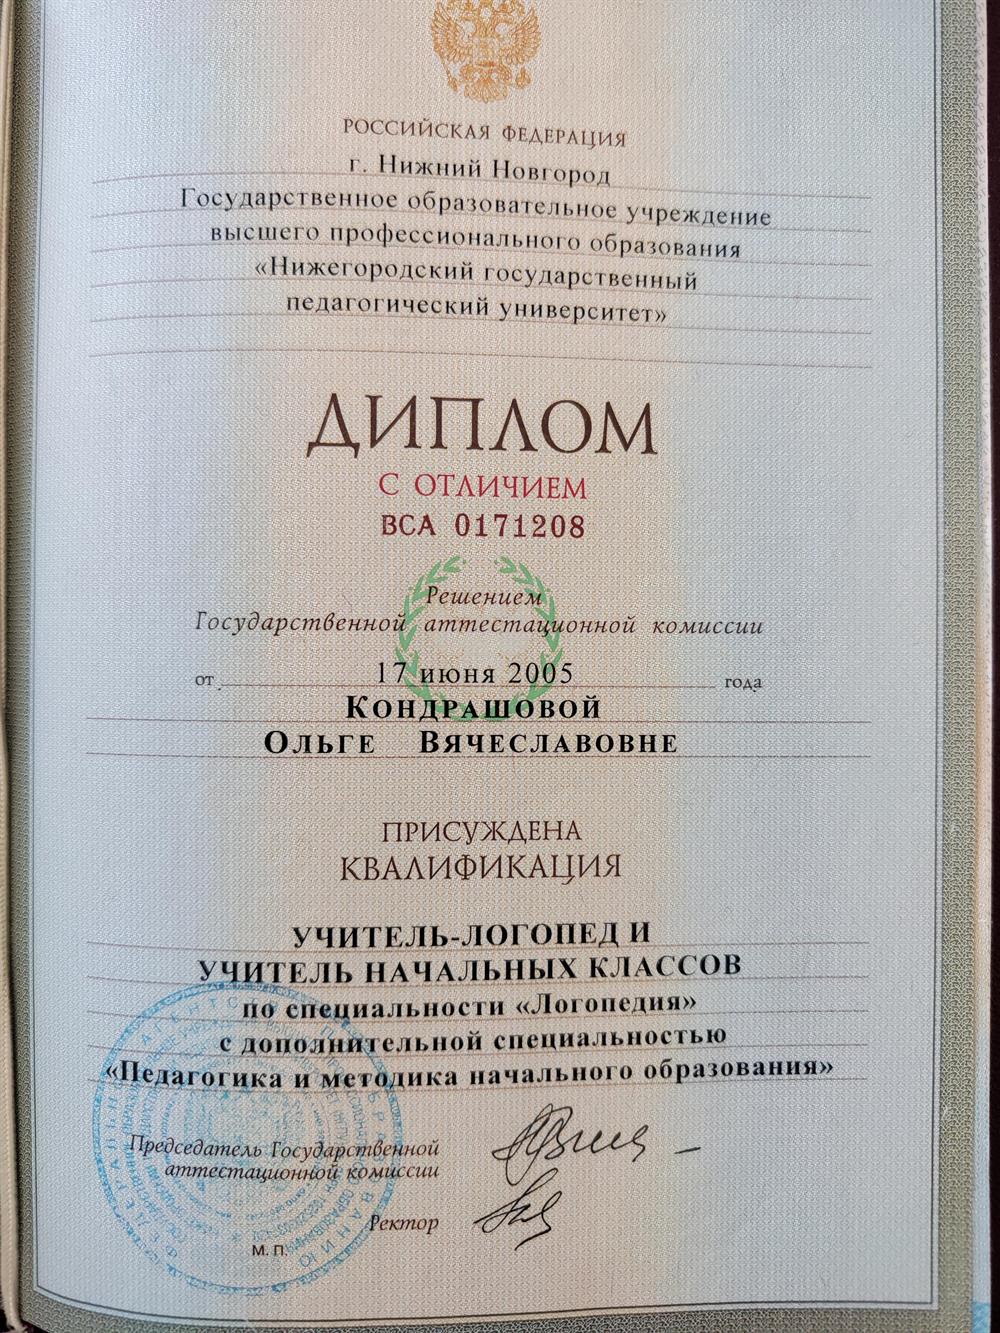 РОССИЙСКАЯ ФЕДЕРАЦИЯ
г. Нижний Новгород
Государственное образовательное учреждение
высшего профессионального образования
«Нижегородский государственный
педагогический университет»
ДИПЛОМ
С ОТЛИЧИЕМ
ВСА 0171208
Решением
Государственной аттестационной комиссии
от 17 июня 2005 года
КОНДРАШОВОЙ
ОЛЬГЕ ВЯЧЕСЛАВОВНЕ
ПРИСУЖДЕНА
КВАЛИФИКАЦИЯ
УЧИТЕЛЬ-ЛОГОПЕД И
УЧИТЕЛЬ НАЧАЛЬНЫХ КЛАССОВ
по специальности «Логопедия»
с дополнительной специальностью
«Педагогика и методика начального образования»
Председатель Государственной
аттестационной комиссии
Ректор
М. П.